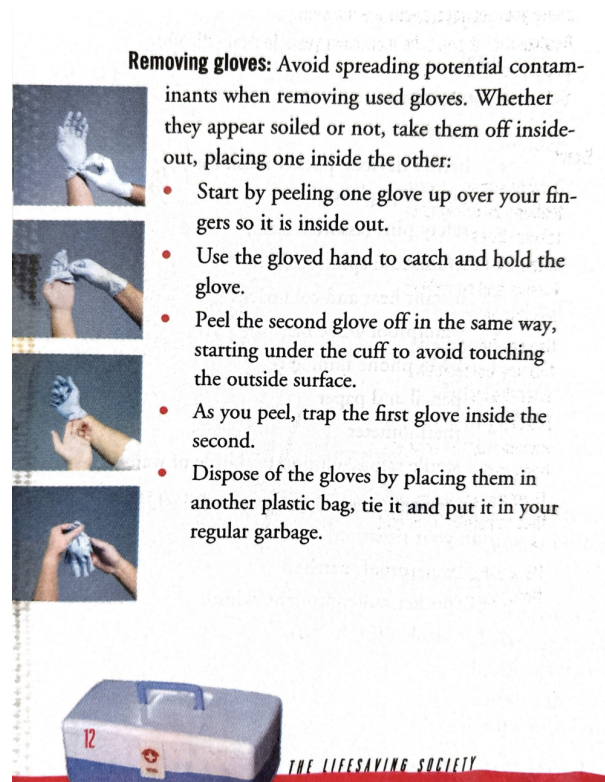 Removing gloves: Avoid spreading potential contam-
inants when removing used gloves. Whether
they appear soiled or not, take them off inside-
out, placing one inside the other:
• Start by peeling one glove up over your fin-
gers so it is inside out.
• Use the gloved hand to catch and hold the
glove.
• Peel the second glove off in the same way,
starting under the cuff to avoid touching
the outside surface.
• As you peel, trap the first glove inside the
second.
• Dispose of the gloves by placing them in
another plastic bag, tie it and put it in your
regular garbage.
12
THE LIFESAVING SOCIETY